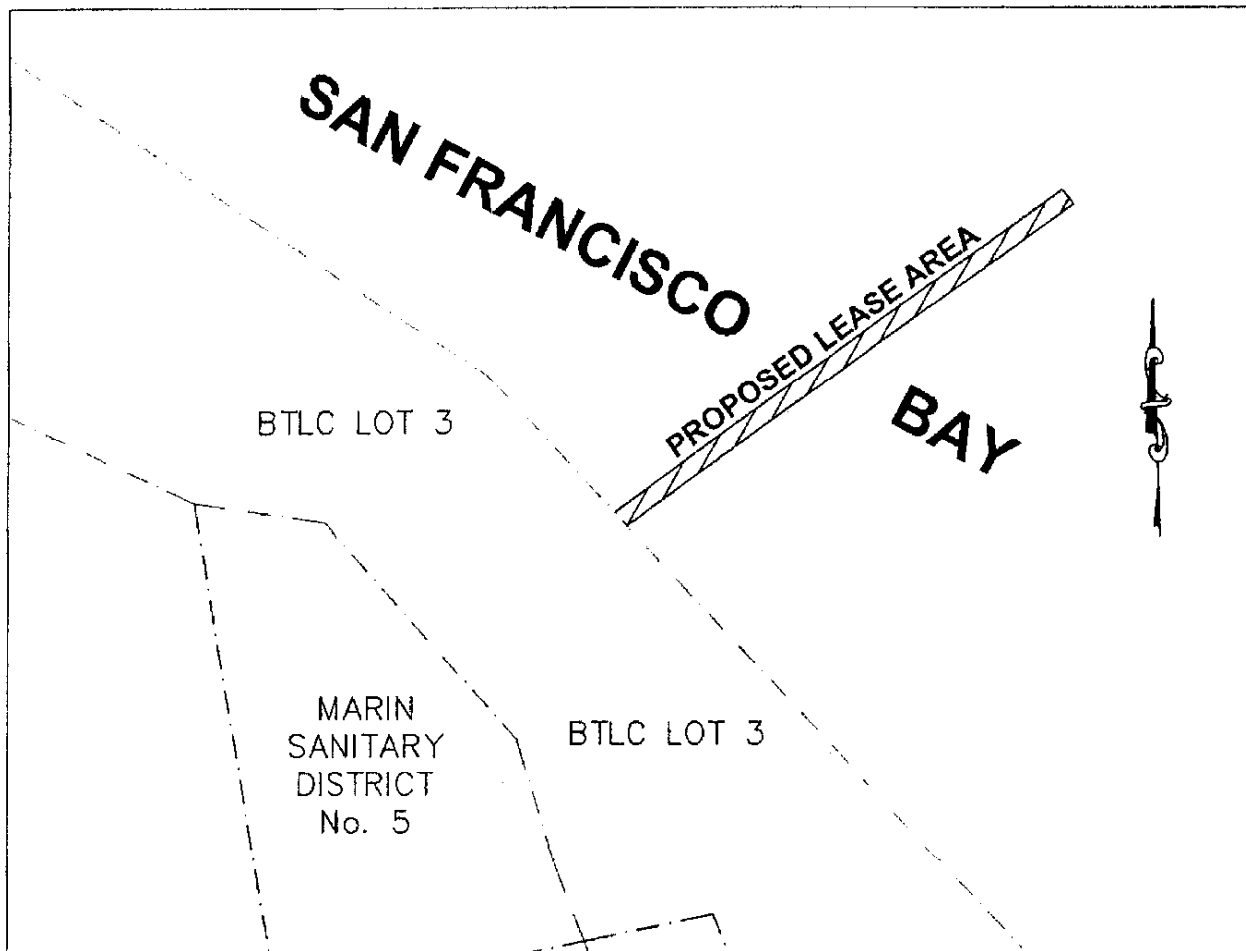 SAN FRANCISCO
BAY
PROPOSED LEASE AREA
BTLC LOT 3
BTLC LOT 3
MARIN
SANITARY
DISTRICT
No. 5